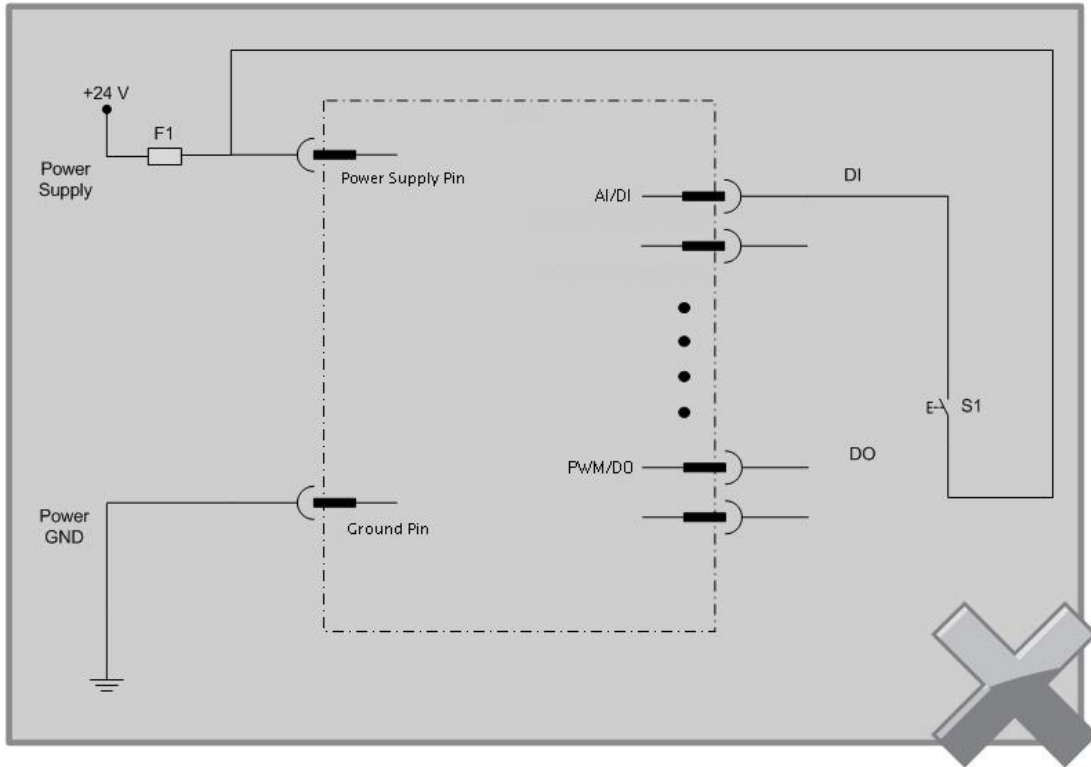 +24 V
F1
Power
Supply
Power Supply Pin
AI/DI
DI
S1
PWM/DO
DO
Power
GND
Ground Pin